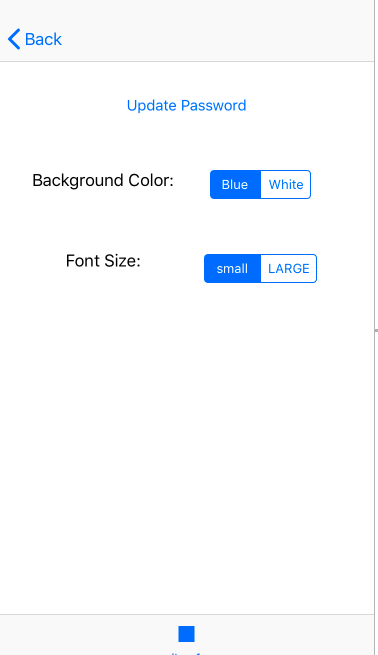 Back
Update Password
Background Color:
Blue White
Font Size:
small LARGE